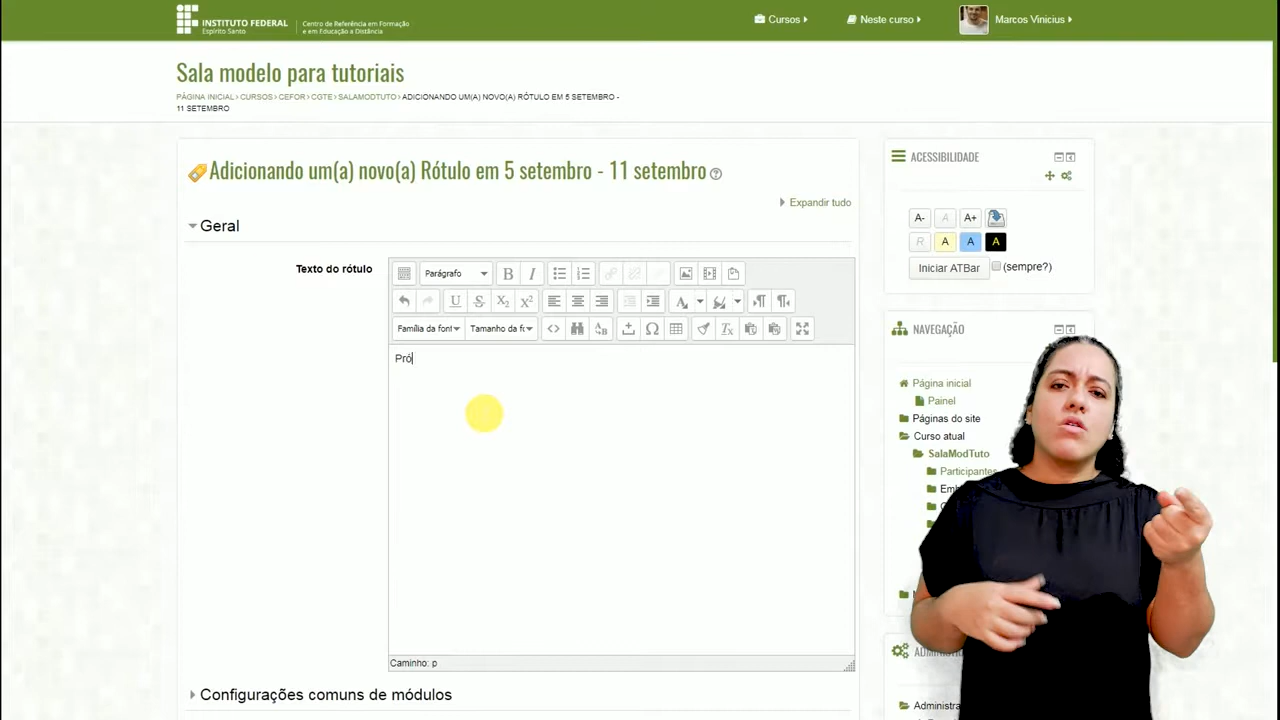 INSTITUTO FEDERAL
Espírito Santo
Centro de Referência em Formação
e em Educação a Distância
Cursos
Neste curso
Marcos Vinicius
Sala modelo para tutoriais
PÁGINA INICIAL › CURSOS › CEFOR › CGTE › SALAMODTUTO › ADICIONANDO UM(A) NOVO(A) RÓTULO EM 5 SETEMBRO -
11 SETEMBRO
Adicionando um(a) novo(a) Rótulo em 5 setembro - 11 setembro
Expandir tudo
Geral
Texto do rótulo
Parágrafo
Família da font
Tamanho da fo
Pró
Caminho: p
Configurações comuns de módulos
ACESSIBILIDADE
A- A A+
R A A A
Iniciar ATBar (sempre?)
NAVEGAÇÃO
Página inicial
Painel
Páginas do site
Curso atual
SalaModTuto
Participantes
Administra